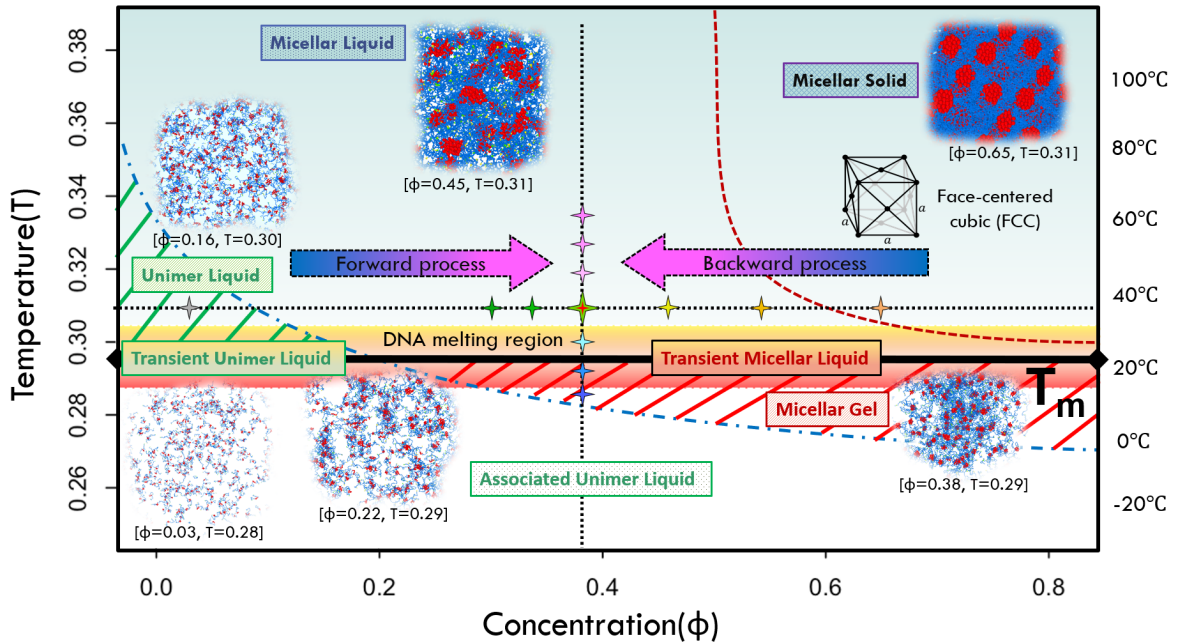 Temperature(T)
0.38
0.36
0.34
0.32
0.30
0.28
0.26
Micellar Liquid
[ϕ=0.45, T=0.31]
Micellar Solid
[ϕ=0.65, T=0.31]
[ϕ=0.16, T=0.30]
a
a
a
Face-centered
cubic (FCC)
Unimer Liquid
Forward process
Backward process
DNA melting region
Transient Unimer Liquid
Transient Micellar Liquid
Tm
Micellar Gel
Associated Unimer Liquid
[ϕ=0.03, T=0.28]
[ϕ=0.22, T=0.29]
[ϕ=0.38, T=0.29]
100°C
80°C
60°C
40°C
20°C
0°C
-20°C
0.0
0.2
0.4
0.6
0.8
Concentration(ϕ)